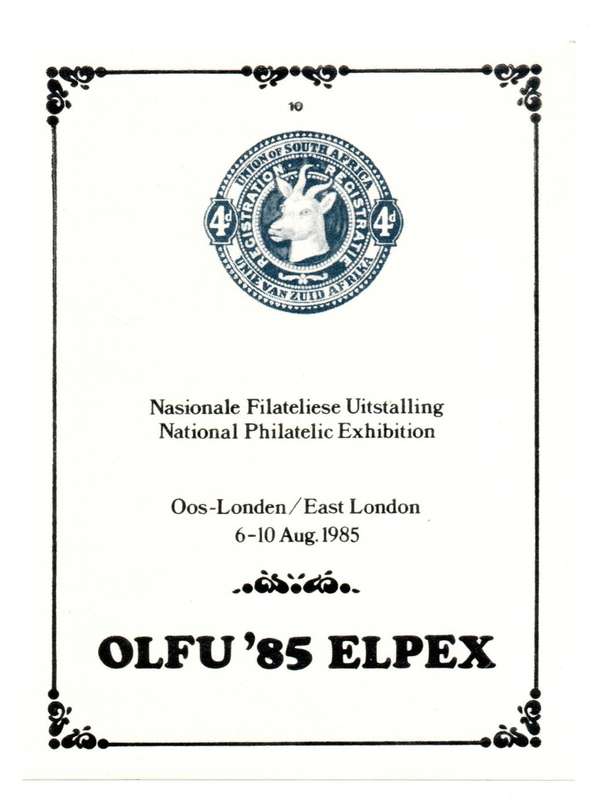 10
UNION OF SOUTH AFRICA
REGISTRATION REGISTRATIE
4d 4d
UNIE VAN ZUID AFRIKA
Nasionale Filateliese Uitstalling
National Philatelic Exhibition
Oos-Londen/East London
6-10 Aug. 1985
OLFU '85 ELPEX